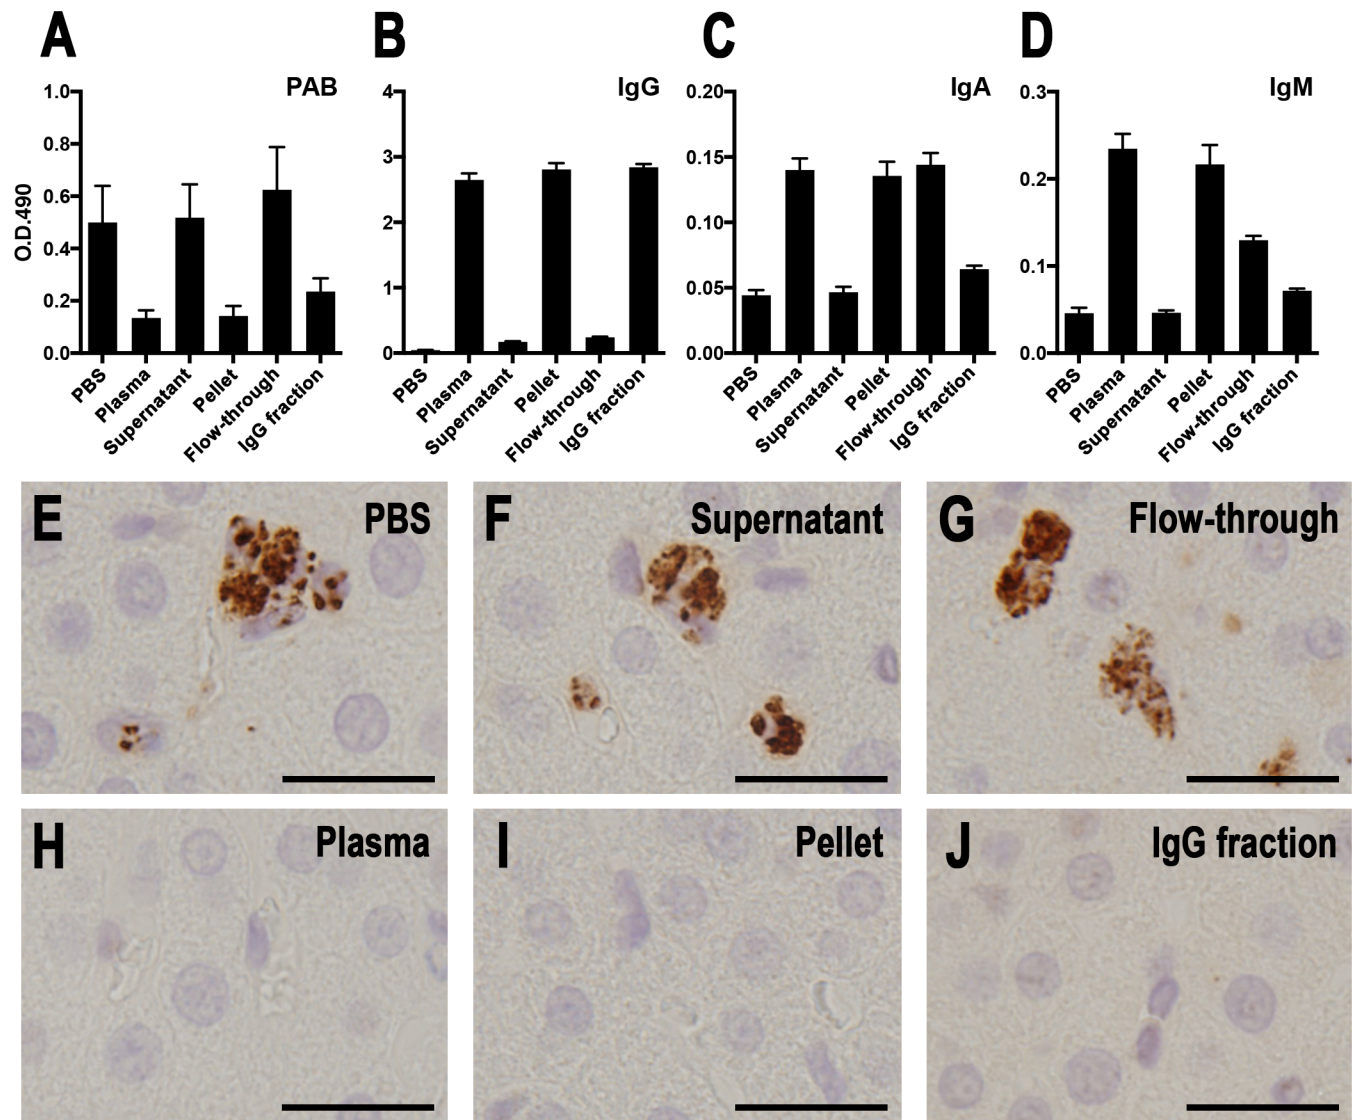 A
B
C
D
PAB
IgG
IgA
IgM
O.D.490
1.0
0.8
0.6
0.4
0.2
0.0
PBS
Plasma
Supernatant
Pellet
Flow-through
IgG fraction
4
3
2
1
0
PBS
Plasma
Supernatant
Pellet
Flow-through
IgG fraction
0.20
0.15
0.10
0.05
0.00
PBS
Plasma
Supernatant
Pellet
Flow-through
IgG fraction
0.3
0.2
0.1
0.0
PBS
Plasma
Supernatant
Pellet
Flow-through
IgG fraction
E PBS
F Supernatant
G Flow-through
H Plasma
I Pellet
J IgG fraction